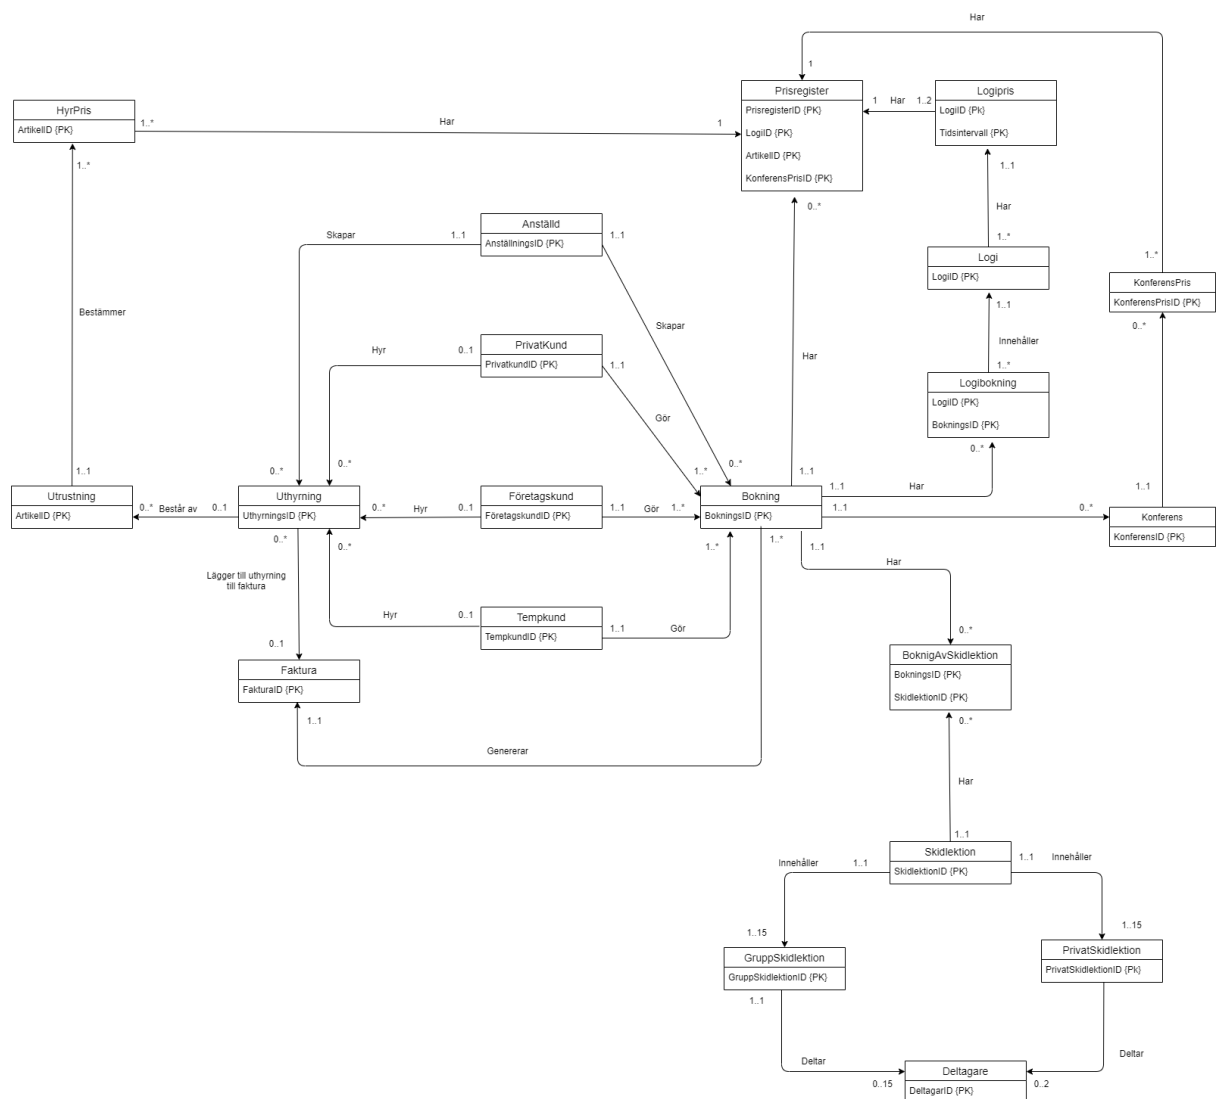 Har
1
Prisregister
PrisregisterID {PK}
LogiID {PK}
ArtikelID {PK}
KonferensPrisID {PK}
1 Har 1..2
Logipris
LogiID {Pk}
Tidsintervall {PK}
HyrPris
ArtikelID {PK}
1..* Har 1
1..*
1..1
0..*
Har
Anställd
AnställningsID {PK}
Skapar 1..1
1..1
1..*
Logi
LogiID {PK}
1..*
KonferensPris
KonferensPrisID {PK}
Bestämmer
Skapar
1..1
0..*
Innehåller
PrivatKund
PrivatkundID {PK}
Hyr 0..1
1..1
Har
1..*
Logibokning
LogiID {PK}
BokningsID {PK}
Gör
0..*
0..*
1..*
0..*
0..*
1..1
1..1
1..1
Har
1..1
Utrustning
ArtikelID {PK}
0..* Består av 0..1
Uthyrning
UthyrningsID {PK}
0..* Hyr 0..1
Företagskund
FöretagskundID {PK}
1..1 Gör 1..*
Bokning
BokningsID {PK}
1..1
0..*
Konferens
KonferensID {PK}
0..*
0..*
1..*
1..*
1..1
Har
Lägger till uthyrning
till faktura
Hyr 0..1
Tempkund
TempkundID {PK}
1..1 Gör
0..*
0..1
Faktura
FakturaID {PK}
BoknigAvSkidlektion
BokningsID {PK}
SkidlektionID {PK}
1..1
0..*
Genererar
Har
1..1
Skidlektion
SkidlektionID {PK}
Innehåller 1..1
1..1 Innehåller
1..15
1..15
GruppSkidlektion
GruppSkidlektionID {PK}
PrivatSkidlektion
PrivatSkidlektionID {Pk}
1..1
Deltar
Deltar
0..15
Deltagare
DeltagarID {PK}
0..2